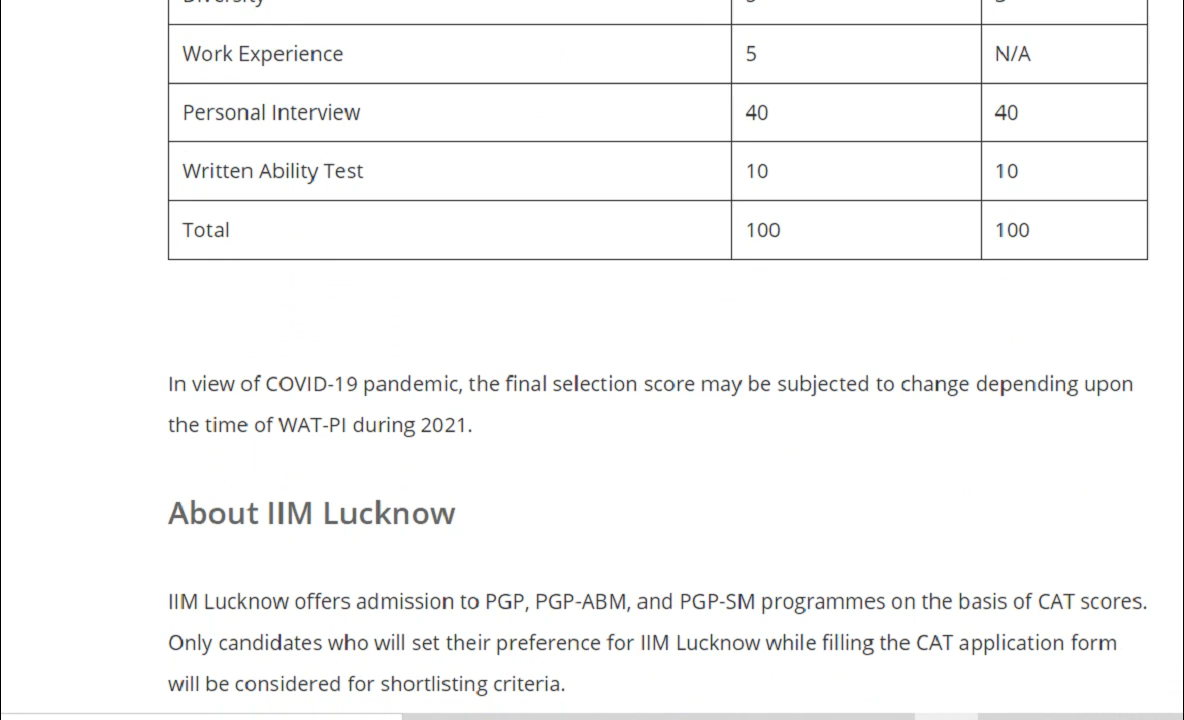 Work Experience 5 N/A
Personal Interview 40 40
Written Ability Test 10 10
Total 100 100
In view of COVID-19 pandemic, the final selection score may be subjected to change depending upon
the time of WAT-PI during 2021.
About IIM Lucknow
IIM Lucknow offers admission to PGP, PGP-ABM, and PGP-SM programmes on the basis of CAT scores.
Only candidates who will set their preference for IIM Lucknow while filling the CAT application form
will be considered for shortlisting criteria.